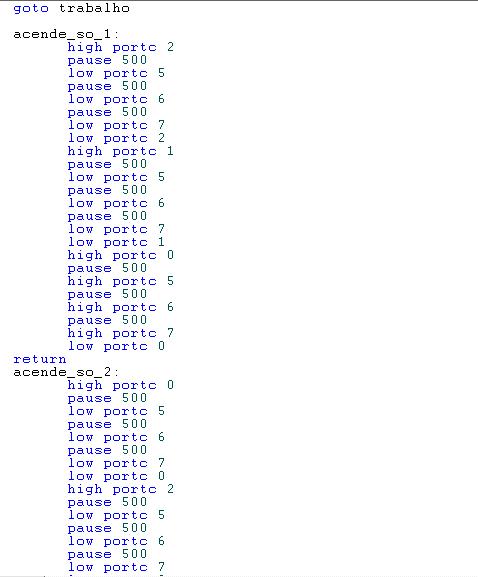 goto trabalho
acende_so_1:
high portc 2
pause 500
low portc 5
pause 500
low portc 6
pause 500
low portc 7
low portc 2
high portc 1
pause 500
low portc 5
pause 500
low portc 6
pause 500
low portc 7
low portc 1
high portc 0
pause 500
high portc 5
pause 500
high portc 6
pause 500
high portc 7
low portc 0
return
acende_so_2:
high portc 0
pause 500
low portc 5
pause 500
low portc 6
pause 500
low portc 7
low portc 0
high portc 2
pause 500
low portc 5
pause 500
low portc 6
pause 500
low portc 7